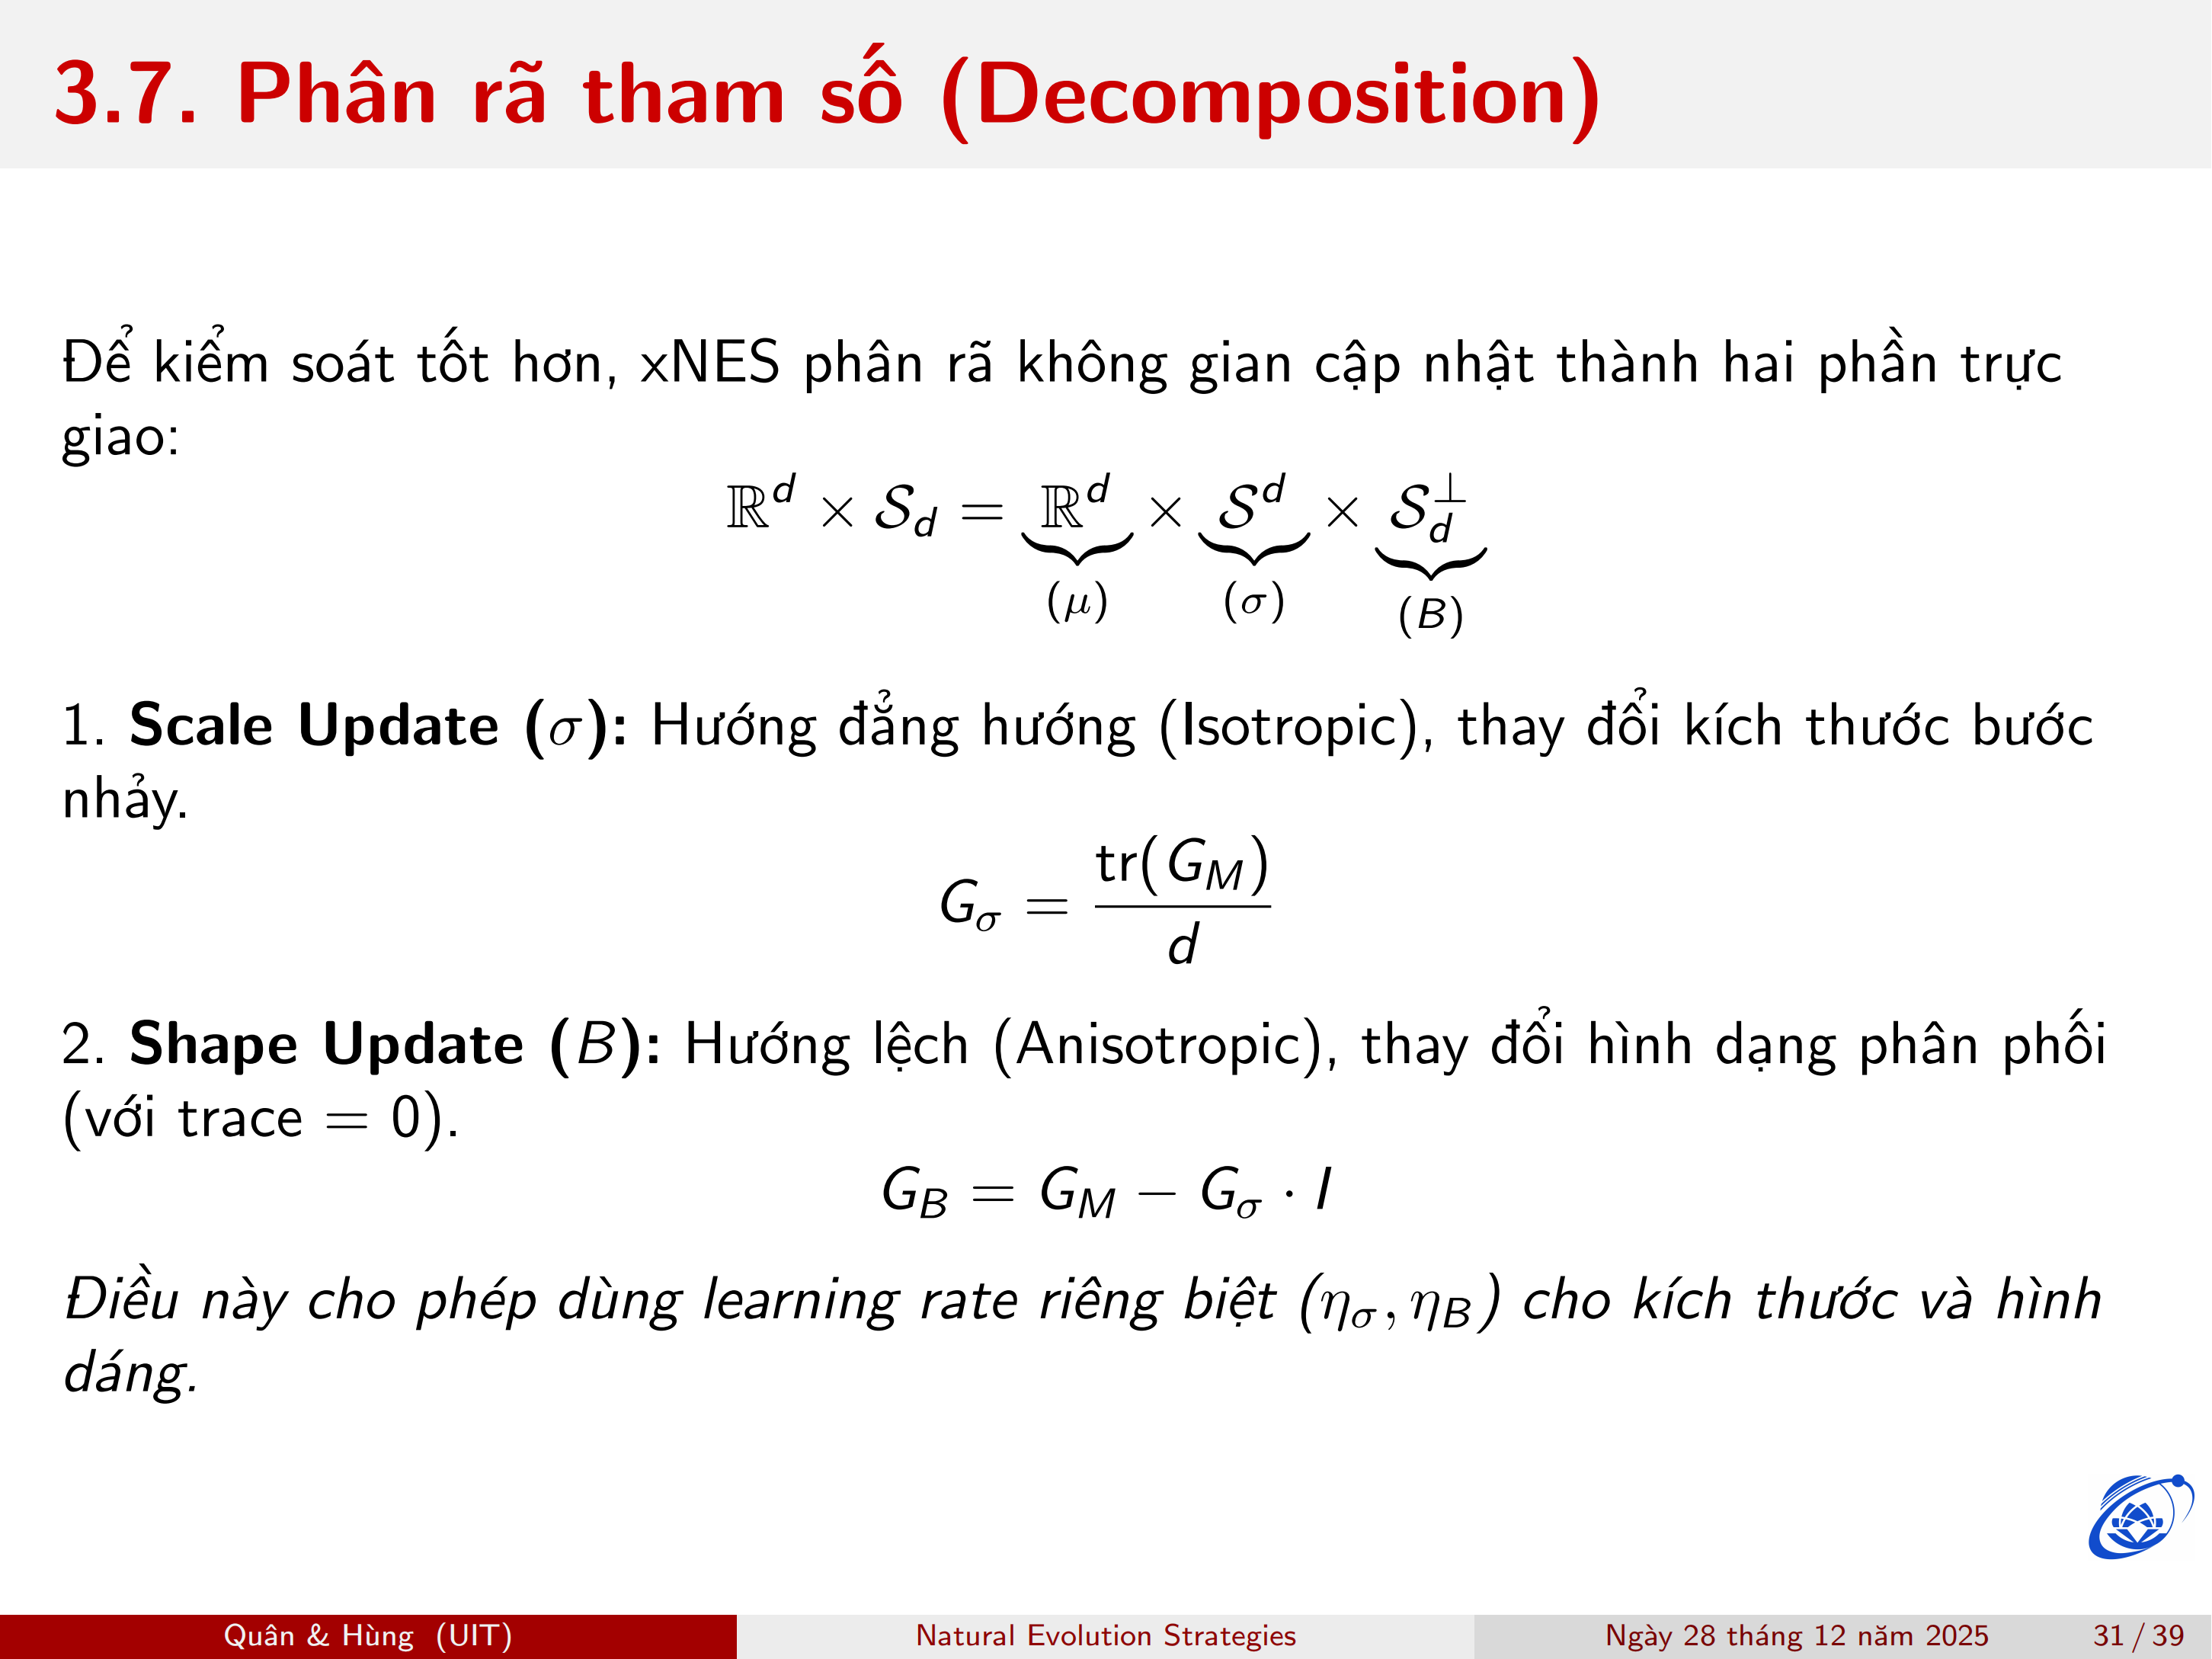 3.7. Phân rã tham số (Decomposition)
Để kiểm soát tốt hơn, xNES phân rã không gian cập nhật thành hai phần trực
giao:
ℝ^d × 𝒮_d = ℝ^d × 𝒮^d × 𝒮_d^⊥
(μ) (σ) (B)
1. Scale Update (σ): Hướng đẳng hướng (Isotropic), thay đổi kích thước bước
nhảy.
G_σ = tr(G_M) / d
2. Shape Update (B): Hướng lệch (Anisotropic), thay đổi hình dạng phân phối
(với trace = 0).
G_B = G_M − G_σ · I
Điều này cho phép dùng learning rate riêng biệt (η_σ, η_B) cho kích thước và hình
dáng.
Quân & Hùng (UIT) Natural Evolution Strategies Ngày 28 tháng 12 năm 2025 31 / 39